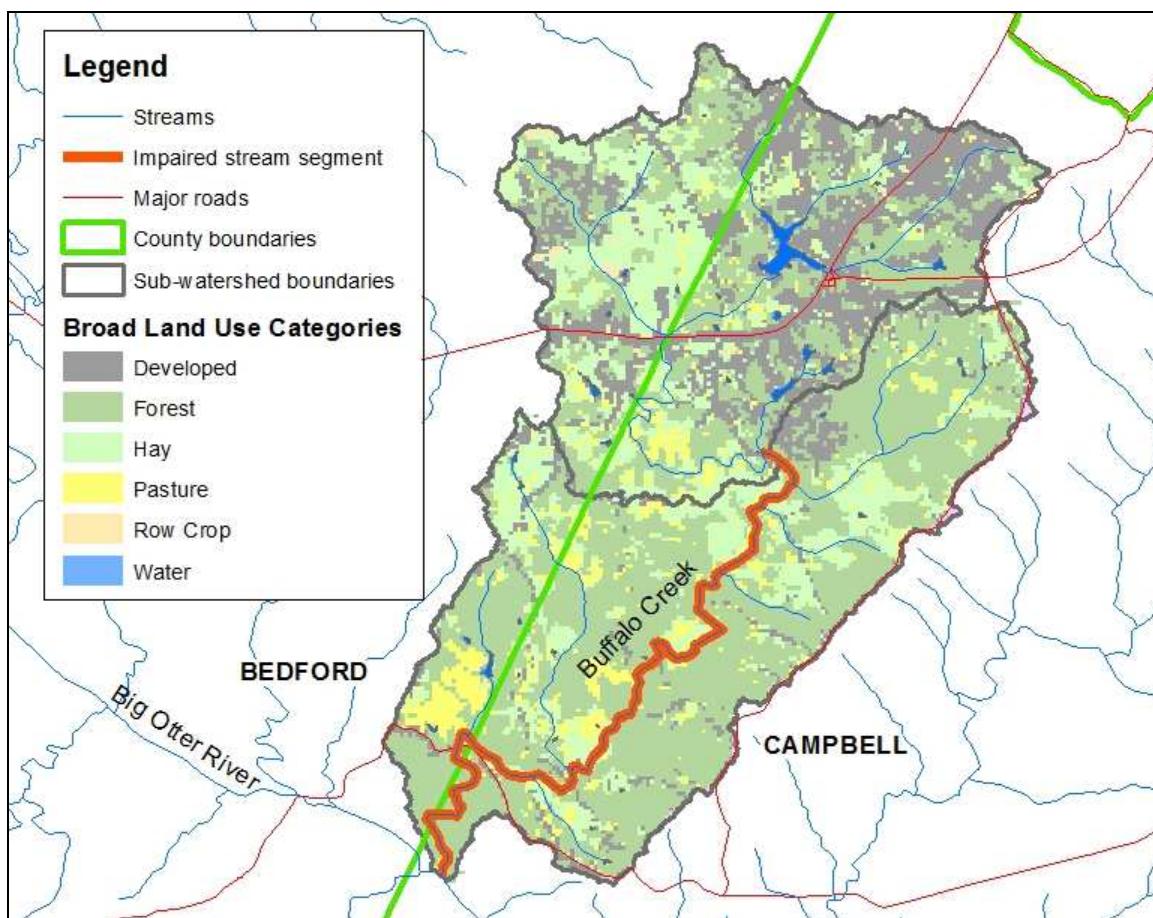 Legend
Streams
Impaired stream segment
Major roads
County boundaries
Sub-watershed boundaries
Broad Land Use Categories
Developed
Forest
Hay
Pasture
Row Crop
Water
Buffalo Creek
BEDFORD
Big Otter River
CAMPBELL